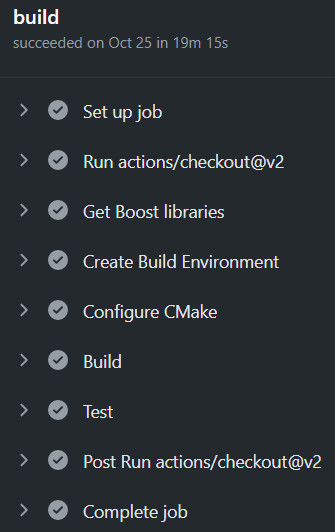 build
succeeded on Oct 25 in 19m 15s
Set up job
Run actions/checkout@v2
Get Boost libraries
Create Build Environment
Configure CMake
Build
Test
Post Run actions/checkout@v2
Complete job